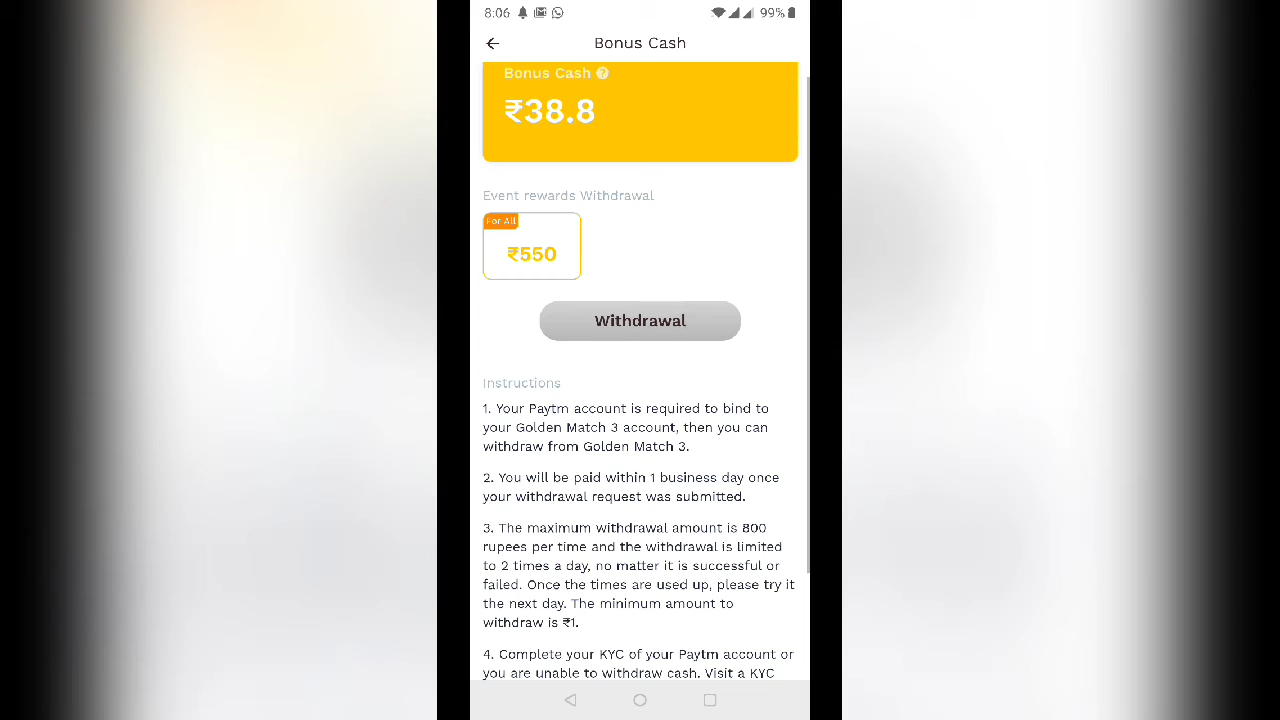 8:06 99%
Bonus Cash
Bonus Cash ?
₹38.8
Event rewards Withdrawal
For All
₹550
Withdrawal
Instructions
1. Your Paytm account is required to bind to
your Golden Match 3 account, then you can
withdraw from Golden Match 3.
2. You will be paid within 1 business day once
your withdrawal request was submitted.
3. The maximum withdrawal amount is 800
rupees per time and the withdrawal is limited
to 2 times a day, no matter it is successful or
failed. Once the times are used up, please try it
the next day. The minimum amount to
withdraw is ₹1.
4. Complete your KYC of your Paytm account or
you are unable to withdraw cash. Visit a KYC